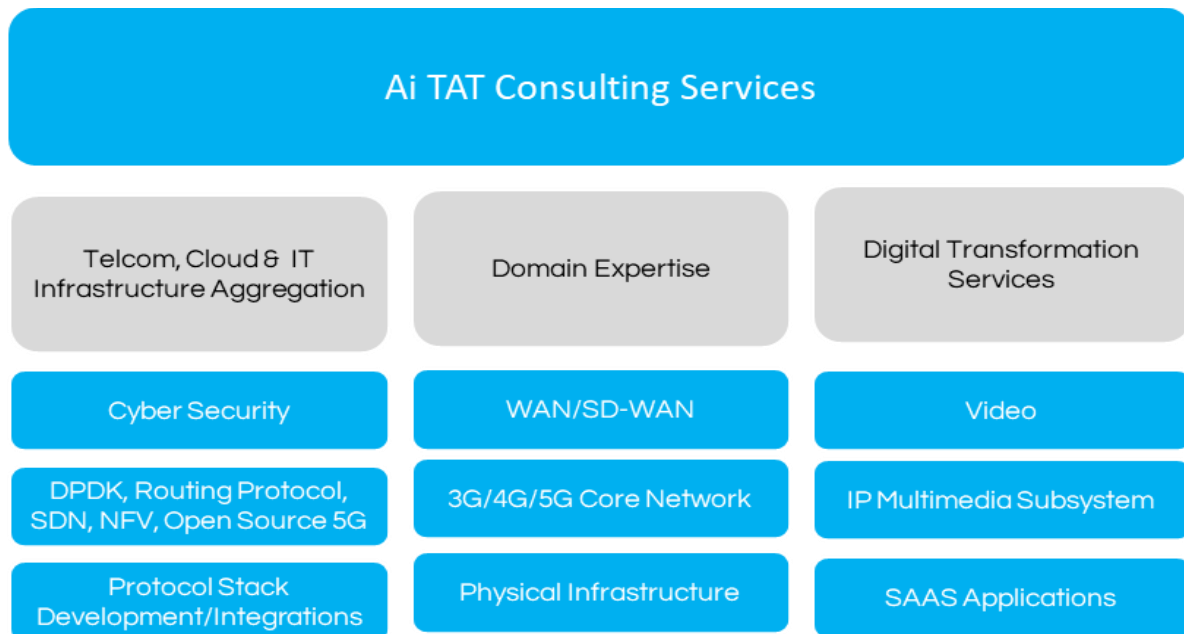 Ai TAT Consulting Services
Telcom, Cloud & IT
Infrastructure Aggregation
Domain Expertise
Digital Transformation
Services
Cyber Security
WAN/SD-WAN
Video
DPDK, Routing Protocol,
SDN, NFV, Open Source 5G
3G/4G/5G Core Network
IP Multimedia Subsystem
Protocol Stack
Development/Integrations
Physical Infrastructure
SAAS Applications